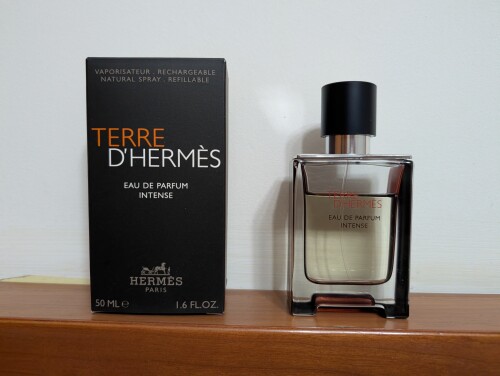 VAPORISATEUR . RECHARGEABLE
NATURAL SPRAY . REFILLABLE
TERRE
D'HERMÈS
EAU DE PARFUM
INTENSE
HERMÈS
PARIS
50 ML e 1.6 FL.OZ.
TERRE
D'HERMÈS
EAU DE PARFUM
INTENSE